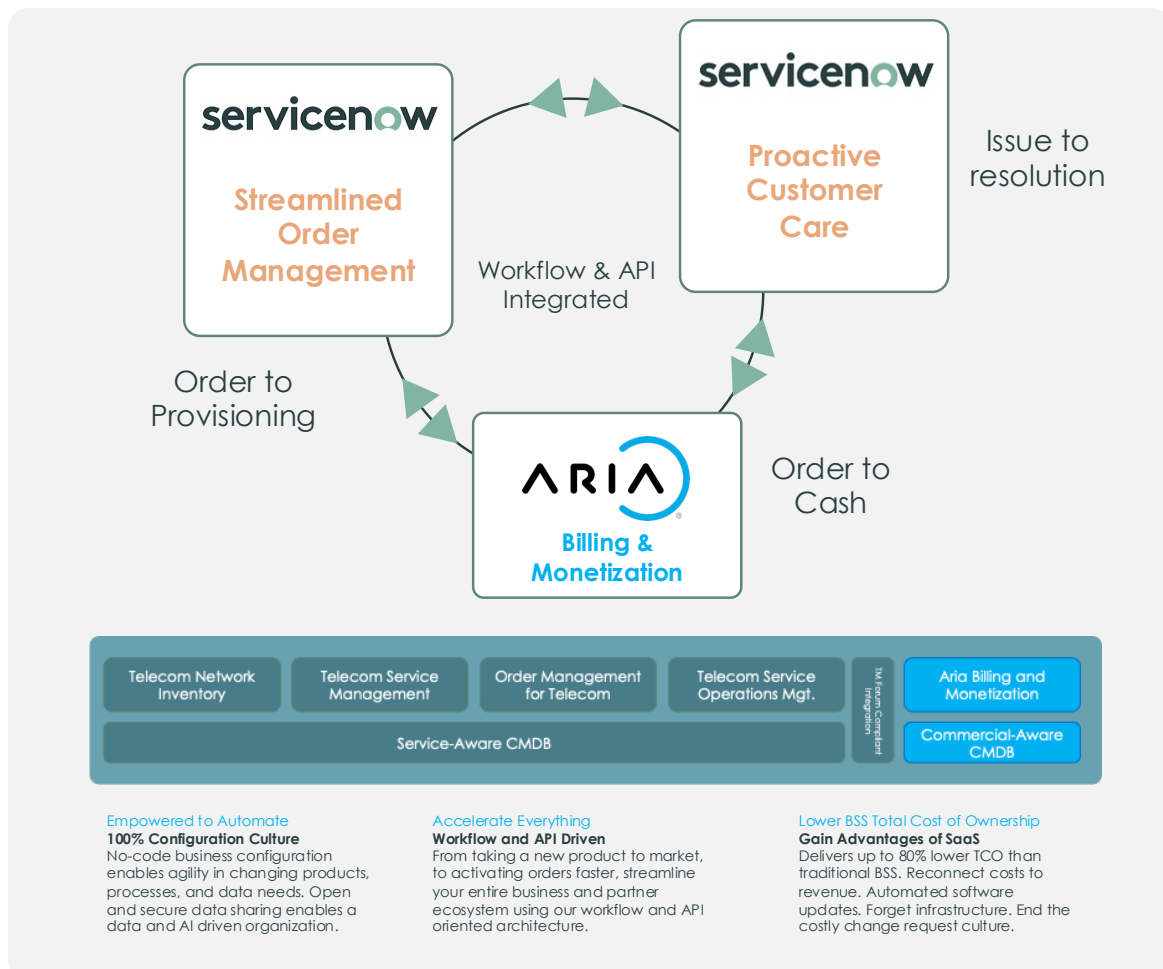 servicenow
Streamlined
Order
Management
servicenow
Proactive
Customer
Care
Issue to
resolution
Workflow & API
Integrated
Order to
Provisioning
ARIA
®
Billing &
Monetization
Order to
Cash
Telecom Network
Inventory
Telecom Service
Management
Order Management
for Telecom
Telecom Service
Operations Mgt.
TM Forum Compliant
Integration
Aria Billing and
Monetization
Service-Aware CMDB
Commercial-Aware
CMDB
Empowered to Automate
100% Configuration Culture
No-code business configuration
enables agility in changing products,
processes, and data needs. Open
and secure data sharing enables a
data and AI driven organization.
Accelerate Everything
Workflow and API Driven
From taking a new product to market,
to activating orders faster, streamline
your entire business and partner
ecosystem using our workflow and API
oriented architecture.
Lower BSS Total Cost of Ownership
Gain Advantages of SaaS
Delivers up to 80% lower TCO than
traditional BSS. Reconnect costs to
revenue. Automated software
updates. Forget infrastructure. End the
costly change request culture.